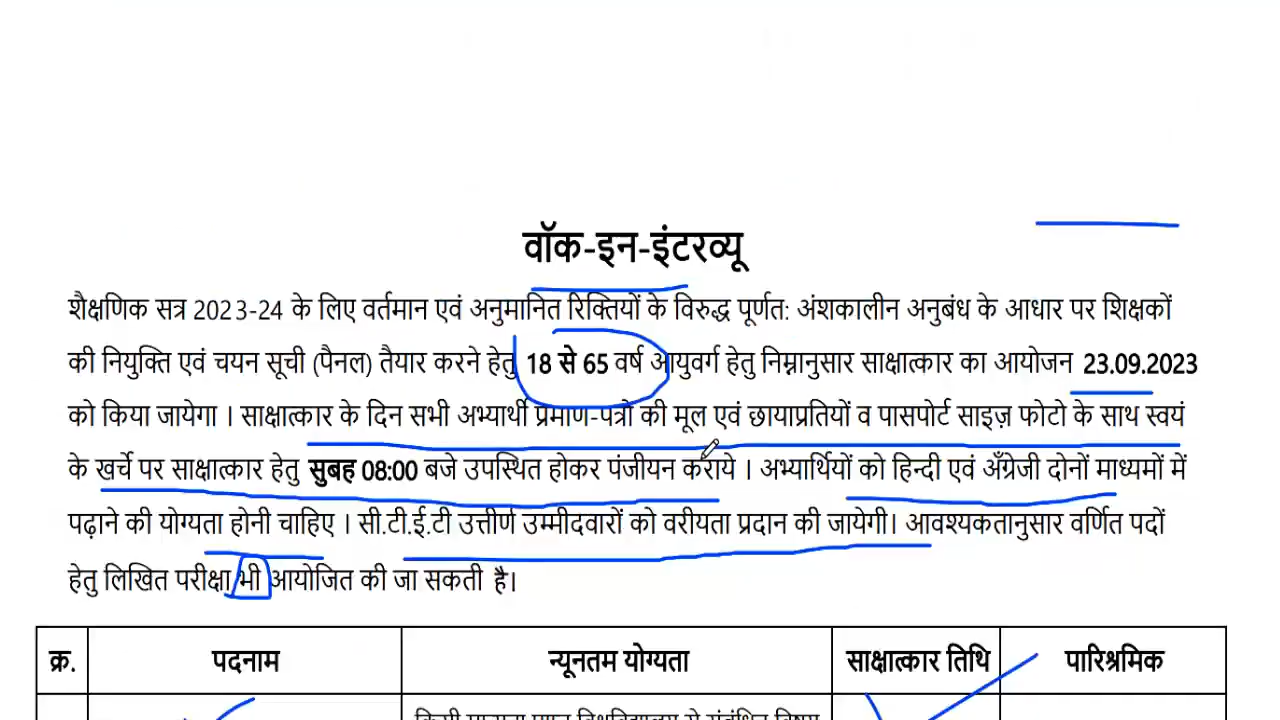 वॉक-इन-इंटरव्यू
शैक्षणिक सत्र 2023-24 के लिए वर्तमान एवं अनुमानित रिक्तियों के विरुद्ध पूर्णत: अंशकालीन अनुबंध के आधार पर शिक्षकों
की नियुक्ति एवं चयन सूची (पैनल) तैयार करने हेतु 18 से 65 वर्ष आयुवर्ग हेतु निम्नानुसार साक्षात्कार का आयोजन 23.09.2023
को किया जायेगा । साक्षात्कार के दिन सभी अभ्यार्थी प्रमाण-पत्रों की मूल एवं छायाप्रतियों व पासपोर्ट साइज़ फोटो के साथ स्वयं
के खर्चे पर साक्षात्कार हेतु सुबह 08:00 बजे उपस्थित होकर पंजीयन कराये । अभ्यार्थियों को हिन्दी एवं अँग्रेजी दोनों माध्यमों में
पढ़ाने की योग्यता होनी चाहिए । सी.टी.ई.टी उत्तीर्ण उम्मीदवारों को वरीयता प्रदान की जायेगी। आवश्यकतानुसार वर्णित पदों
हेतु लिखित परीक्षा भी आयोजित की जा सकती है।
क्र. पदनाम न्यूनतम योग्यता साक्षात्कार तिथि पारिश्रमिक